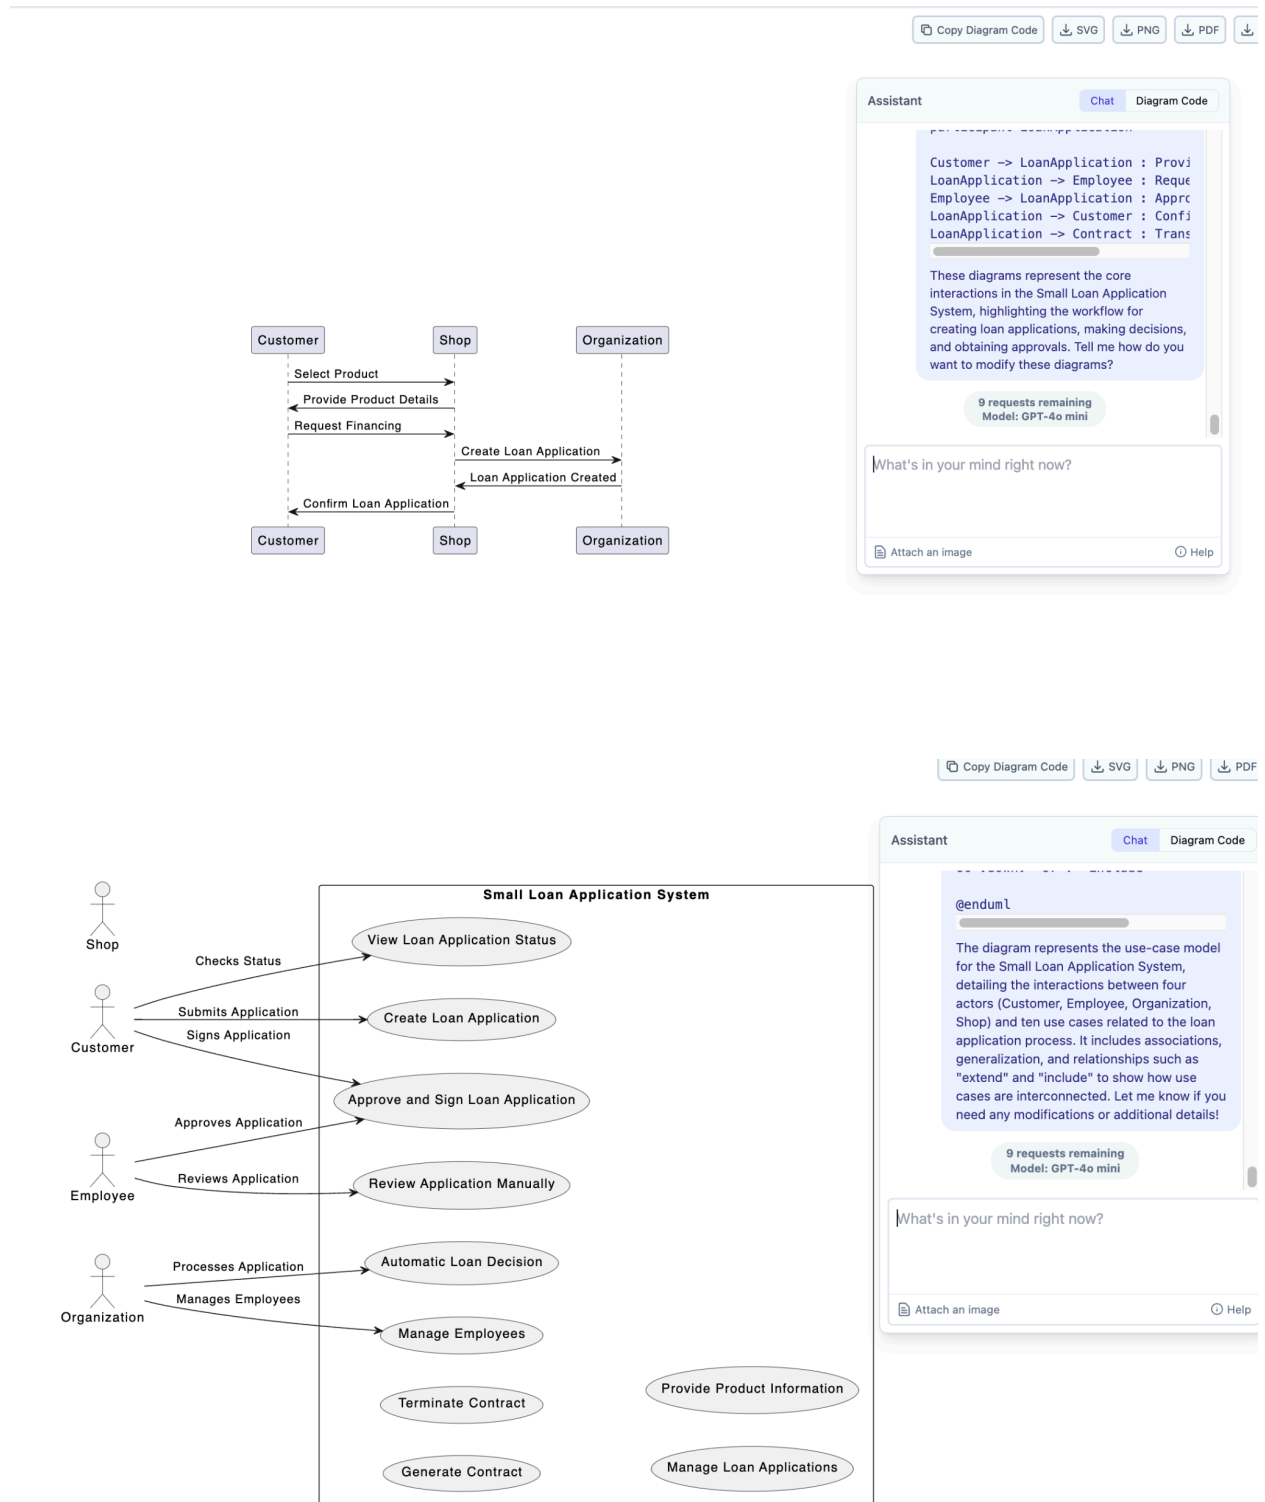 Copy Diagram Code
SVG
PNG
PDF
Assistant
Chat
Diagram Code
Customer -> LoanApplication : Provi
LoanApplication -> Employee : Reque
Employee -> LoanApplication : Appro
LoanApplication -> Customer : Confi
LoanApplication -> Contract : Trans
These diagrams represent the core
interactions in the Small Loan Application
System, highlighting the workflow for
creating loan applications, making decisions,
and obtaining approvals. Tell me how do you
want to modify these diagrams?
9 requests remaining
Model: GPT-4o mini
What's in your mind right now?
Attach an image
Help
Customer
Shop
Organization
Select Product
Provide Product Details
Request Financing
Create Loan Application
Loan Application Created
Confirm Loan Application
Customer
Shop
Organization
Copy Diagram Code
SVG
PNG
PDF
Assistant
Chat
Diagram Code
@enduml
The diagram represents the use-case model
for the Small Loan Application System,
detailing the interactions between four
actors (Customer, Employee, Organization,
Shop) and ten use cases related to the loan
application process. It includes associations,
generalization, and relationships such as
"extend" and "include" to show how use
cases are interconnected. Let me know if you
need any modifications or additional details!
9 requests remaining
Model: GPT-4o mini
What's in your mind right now?
Attach an image
Help
Small Loan Application System
Shop
View Loan Application Status
Checks Status
Customer
Submits Application
Create Loan Application
Signs Application
Approve and Sign Loan Application
Approves Application
Employee
Reviews Application
Review Application Manually
Processes Application
Automatic Loan Decision
Organization
Manages Employees
Manage Employees
Provide Product Information
Terminate Contract
Manage Loan Applications
Generate Contract